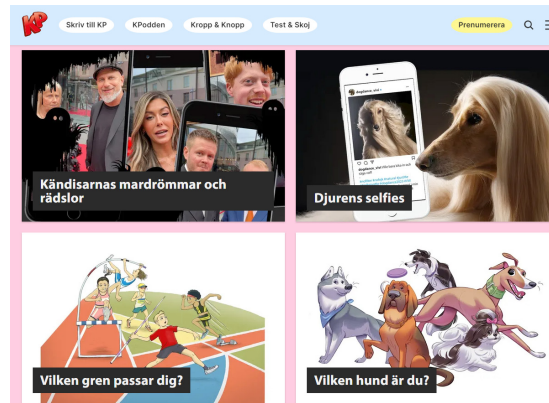 KP
Skriv till KP
KPodden
Kropp & Knopp
Test & Skoj
Prenumerera
Kändisarnas mardrömmar och
rädslor
Djurens selfies
Vilken gren passar dig?
Vilken hund är du?